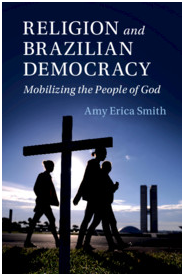 RELIGION and
BRAZILIAN
DEMOCRACY
Mobilizing the People of God
Amy Erica Smith